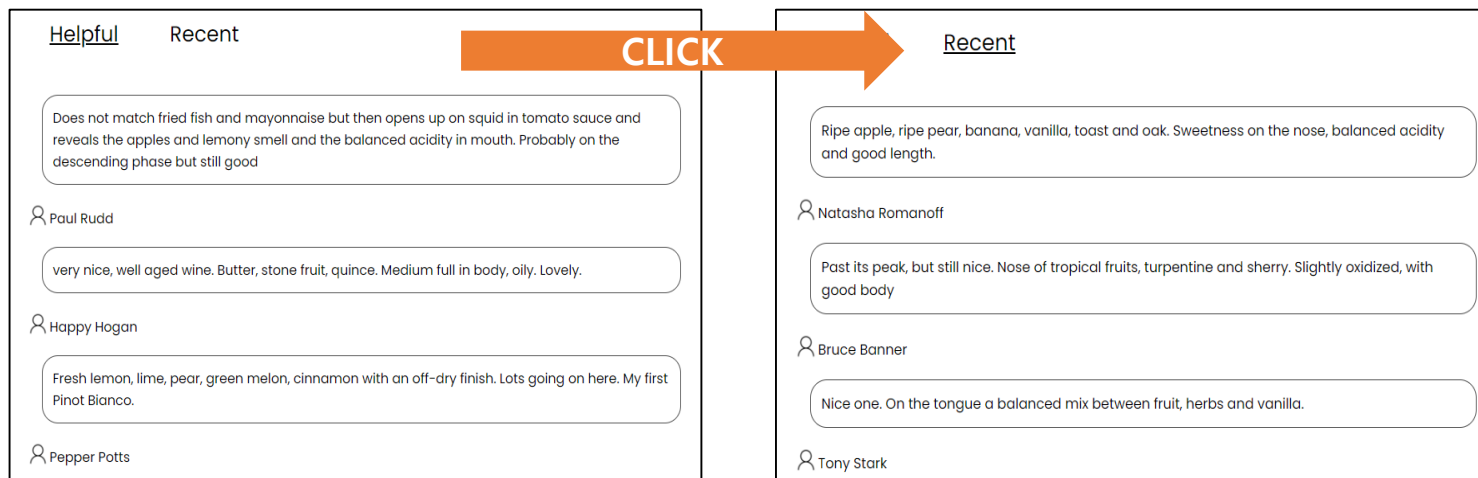 Helpful Recent
CLICK
Does not match fried fish and mayonnaise but then opens up on squid in tomato sauce and
reveals the apples and lemony smell and the balanced acidity in mouth. Probably on the
descending phase but still good
Paul Rudd
very nice, well aged wine. Butter, stone fruit, quince. Medium full in body, oily. Lovely.
Happy Hogan
Fresh lemon, lime, pear, green melon, cinnamon with an off-dry finish. Lots going on here. My first
Pinot Bianco.
Pepper Potts
Recent
Ripe apple, ripe pear, banana, vanilla, toast and oak. Sweetness on the nose, balanced acidity
and good length.
Natasha Romanoff
Past its peak, but still nice. Nose of tropical fruits, turpentine and sherry. Slightly oxidized, with
good body
Bruce Banner
Nice one. On the tongue a balanced mix between fruit, herbs and vanilla.
Tony Stark